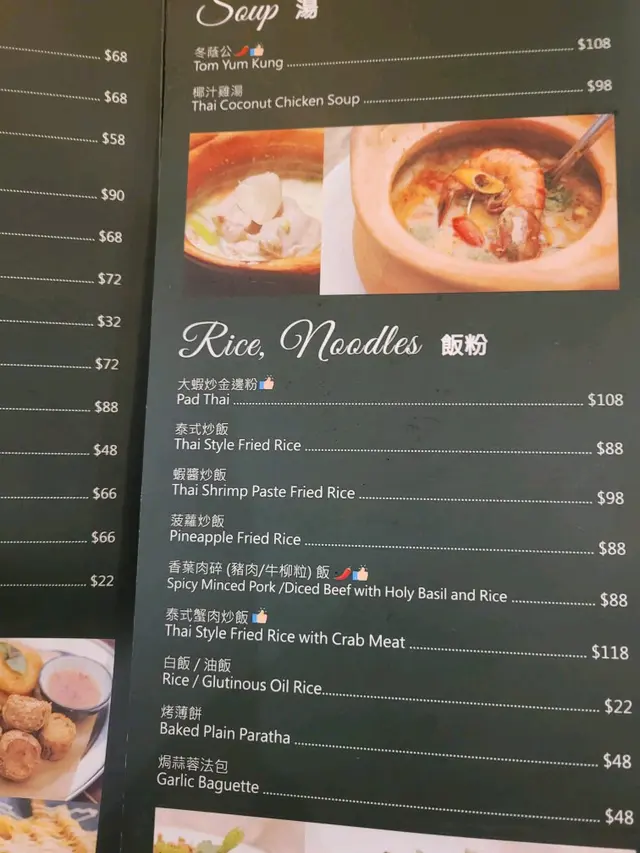 $68
$68
$58
$90
$68
$72
$32
$72
$88
$48
$66
$66
$22
Soup 湯
冬蔭公
Tom Yum Kung $108
椰汁雞湯
Thai Coconut Chicken Soup $98
Rice, Noodles 飯粉
大蝦炒金邊粉
Pad Thai $108
泰式炒飯
Thai Style Fried Rice $88
蝦醬炒飯
Thai Shrimp Paste Fried Rice $98
菠蘿炒飯
Pineapple Fried Rice $88
香葉肉碎 (豬肉/牛柳粒) 飯
Spicy Minced Pork /Diced Beef with Holy Basil and Rice $88
泰式蟹肉炒飯
Thai Style Fried Rice with Crab Meat $118
白飯 / 油飯
Rice / Glutinous Oil Rice $22
烤薄餅
Baked Plain Paratha $48
焗蒜蓉法包
Garlic Baguette $48